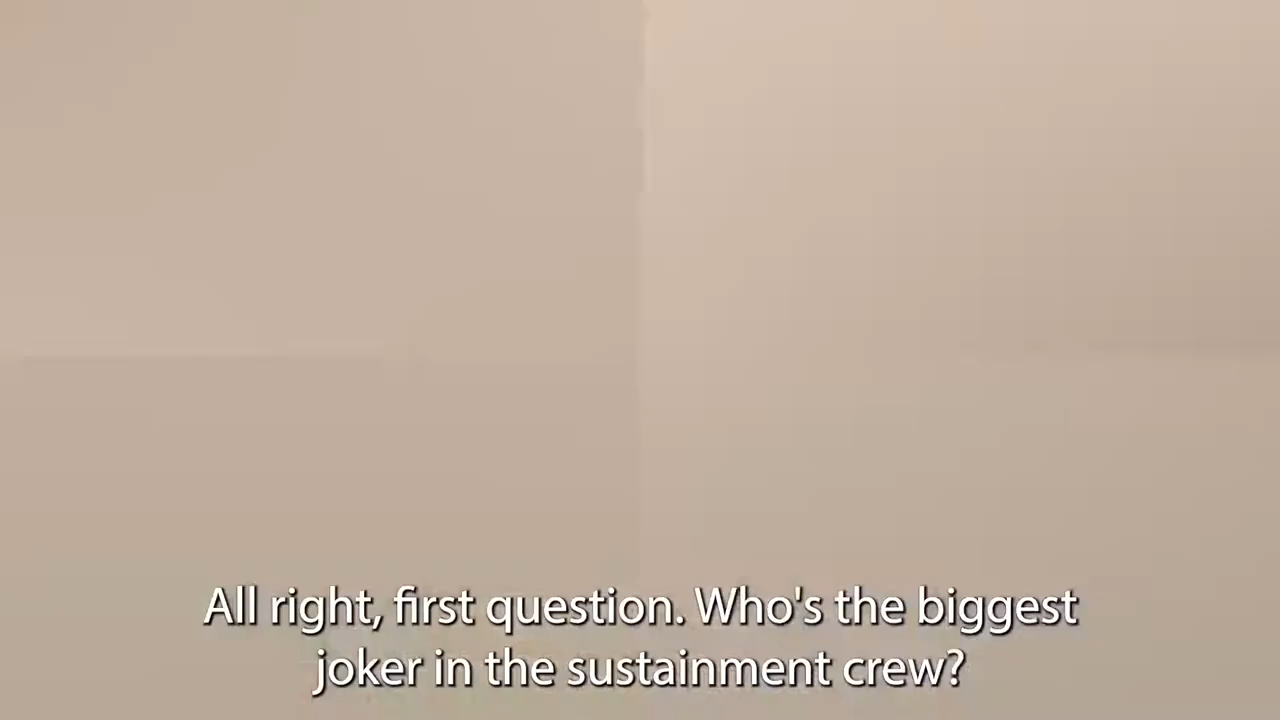 All right, first question. Who's the biggest
joker in the sustainment crew?